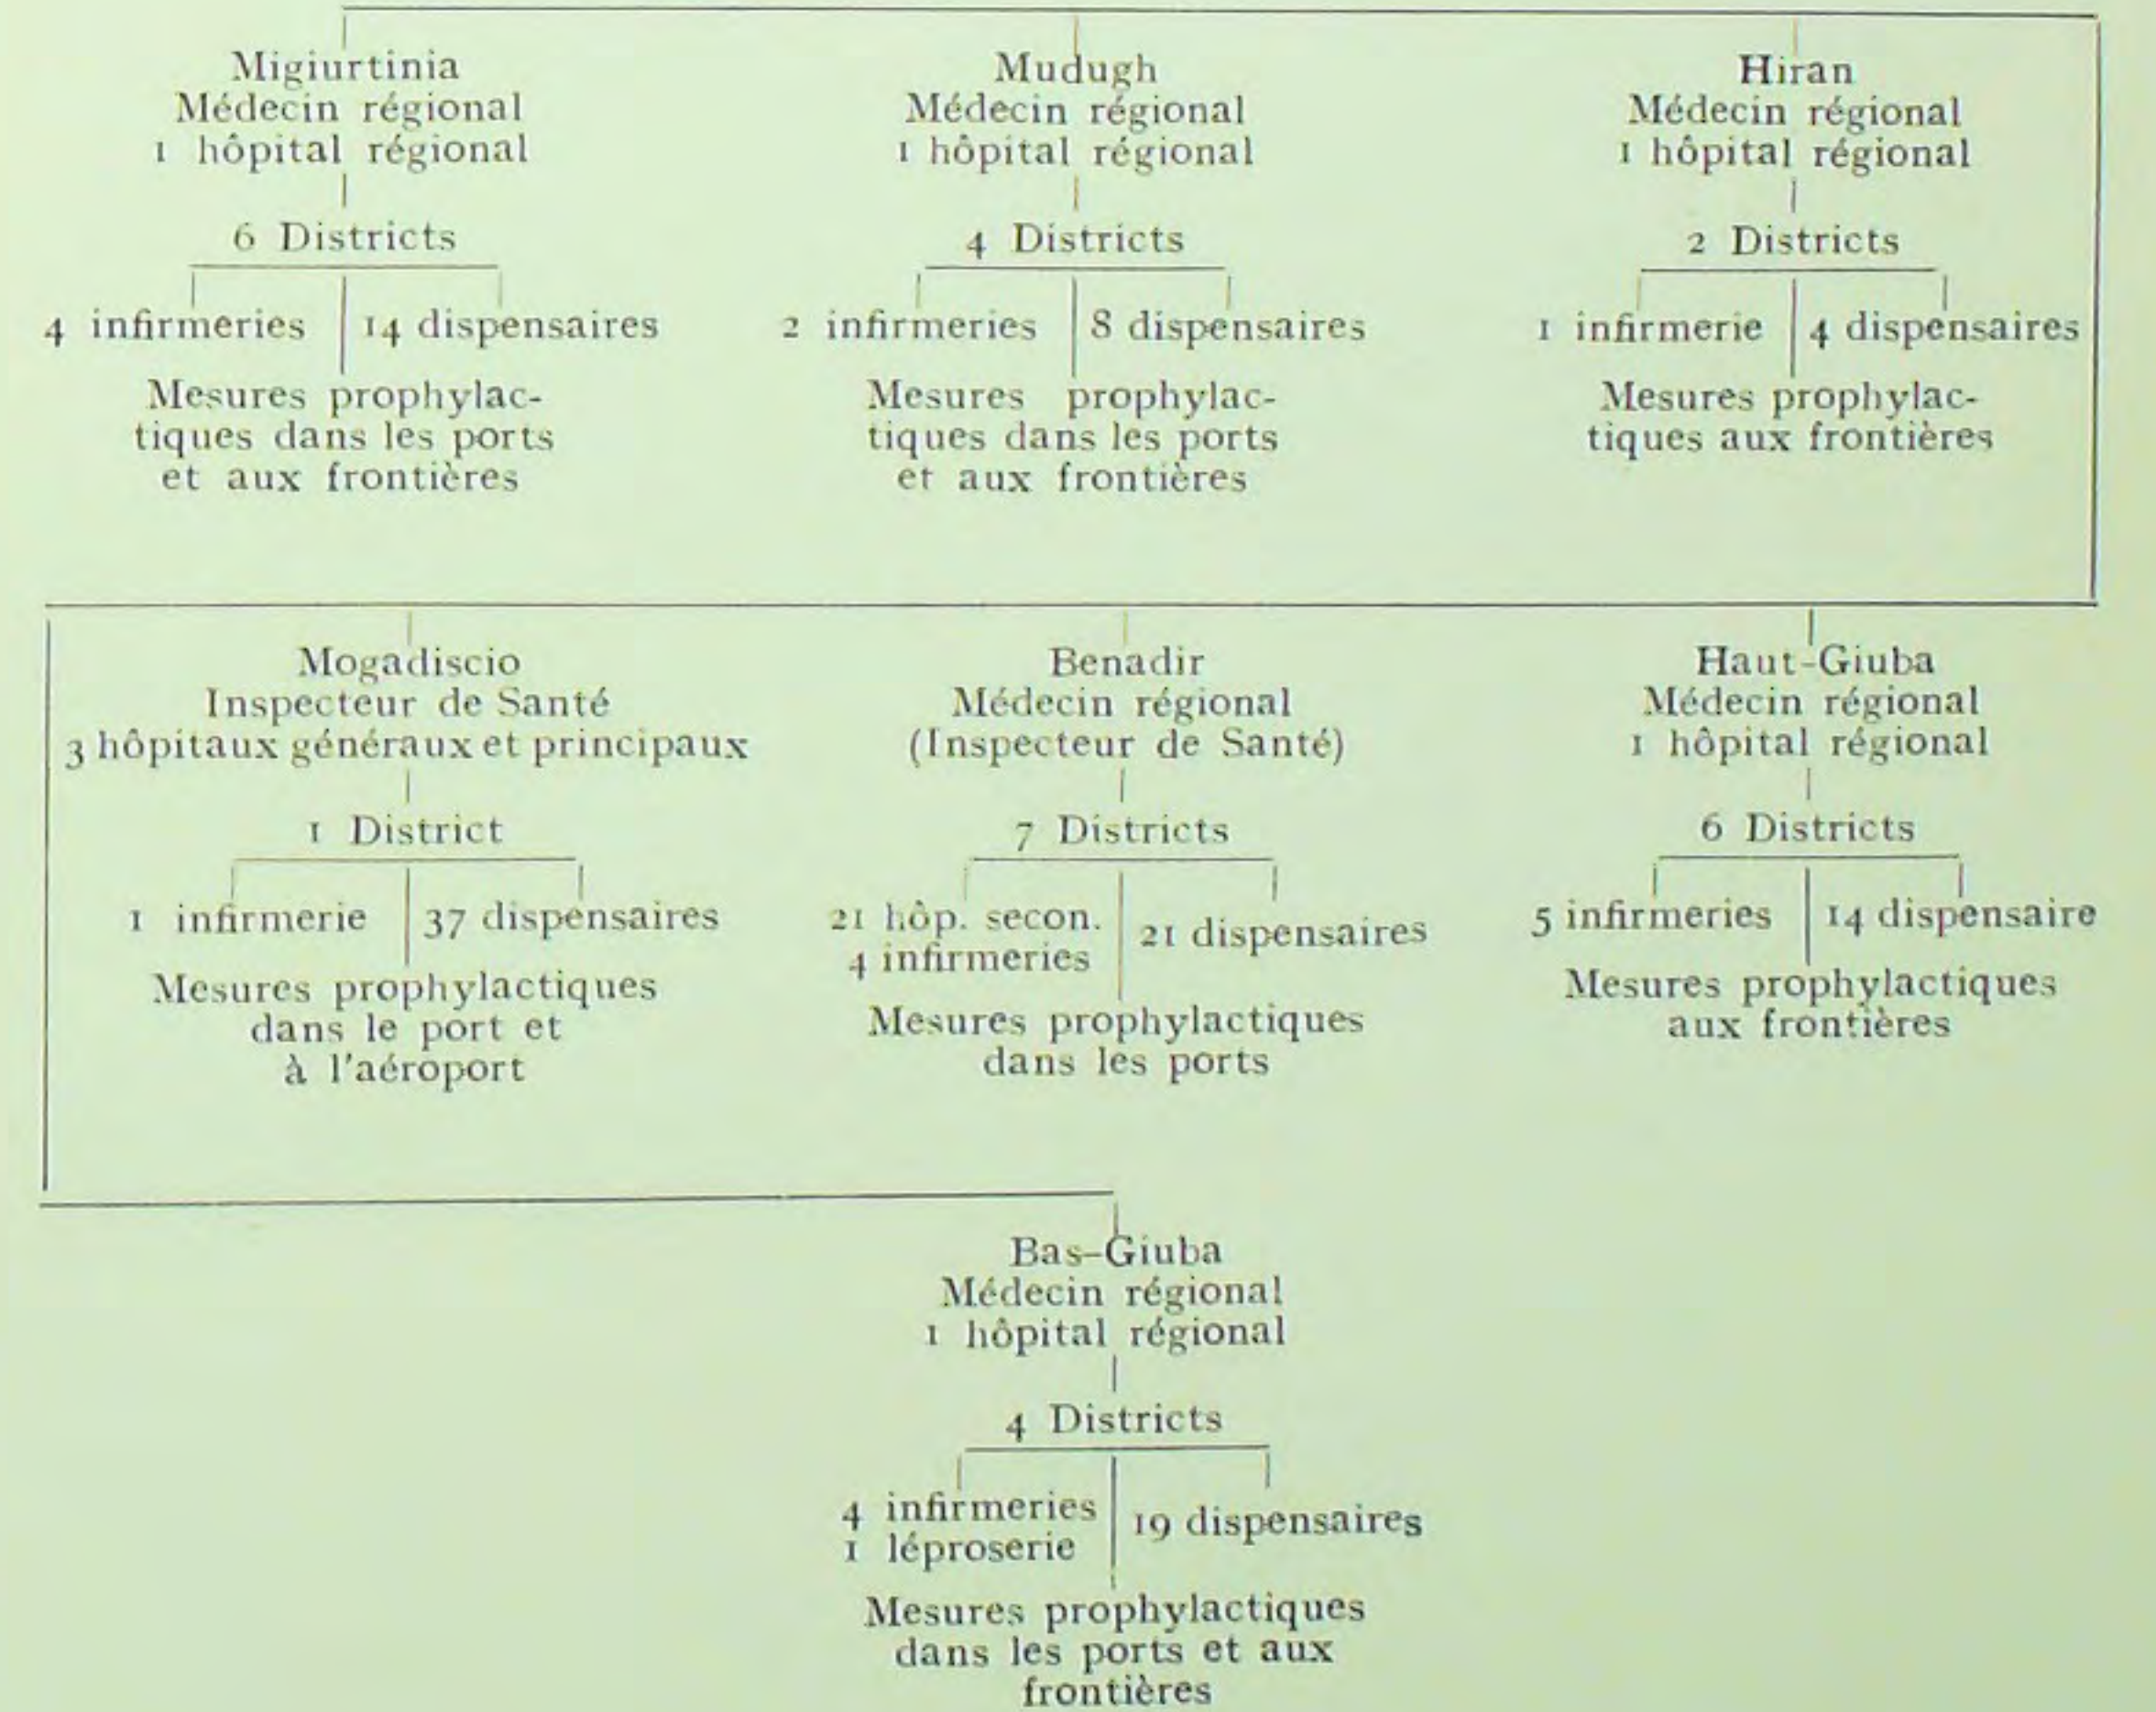 Migiurtinia
Médecin régional
1 hôpital régional
6 Districts
4 infirmeries
14 dispensaires
Mesures prophylac-
tiques dans les ports
et aux frontières
Mudugh
Médecin régional
1 hôpital régional
4 Districts
2 infirmeries
8 dispensaires
Mesures prophylac-
tiques dans les ports
et aux frontières
Hiran
Médecin régional
1 hôpital régional
2 Districts
1 infirmerie
4 dispensaires
Mesures prophylac-
tiques aux frontières
Mogadiscio
Inspecteur de Santé
3 hôpitaux généraux et principaux
1 District
1 infirmerie
37 dispensaires
Mesures prophylactiques
dans le port et
à l'aéroport
Benadir
Médecin régional
(Inspecteur de Santé)
7 Districts
21 hôp. secon.
4 infirmeries
21 dispensaires
Mesures prophylactiques
dans les ports
Haut-Giuba
Médecin régional
1 hôpital régional
6 Districts
5 infirmeries
14 dispensaire
Mesures prophylactiques
aux frontières
Bas-Giuba
Médecin régional
1 hôpital régional
4 Districts
4 infirmeries
1 léproserie
19 dispensaires
Mesures prophylactiques
dans les ports et aux
frontières